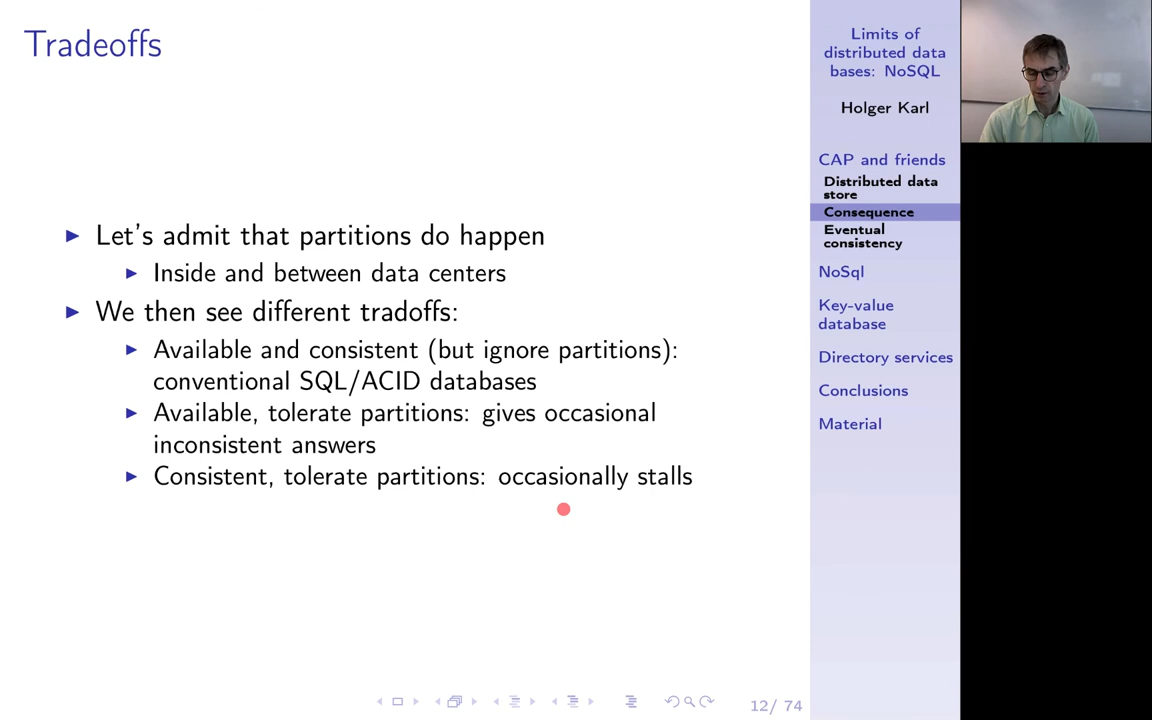 Tradeoffs
Let's admit that partitions do happen
Inside and between data centers
We then see different tradoffs:
Available and consistent (but ignore partitions):
conventional SQL/ACID databases
Available, tolerate partitions: gives occasional
inconsistent answers
Consistent, tolerate partitions: occasionally stalls
12/ 74
Limits of
distributed data
bases: NoSQL
Holger Karl
CAP and friends
Distributed data
store
Consequence
Eventual
consistency
NoSql
Key-value
database
Directory services
Conclusions
Material